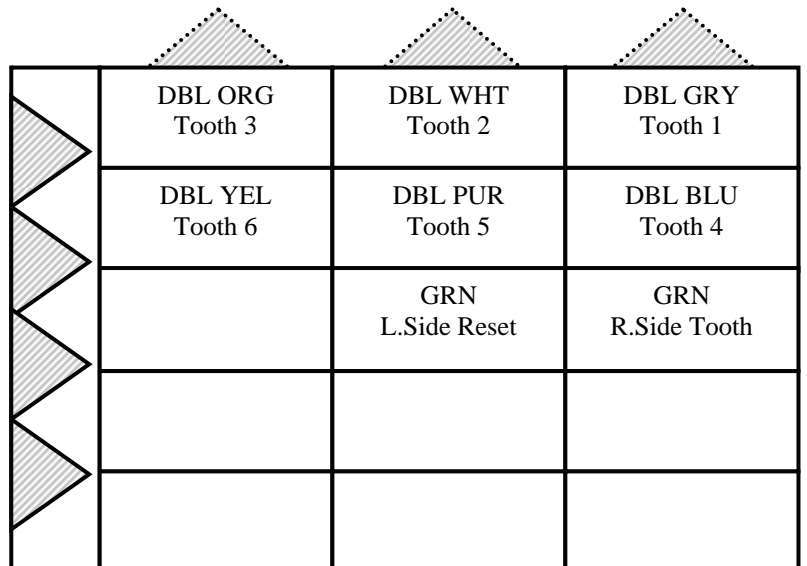 DBL ORG
Tooth 3
DBL WHT
Tooth 2
DBL GRY
Tooth 1
DBL YEL
Tooth 6
DBL PUR
Tooth 5
DBL BLU
Tooth 4
GRN
L.Side Reset
GRN
R.Side Tooth